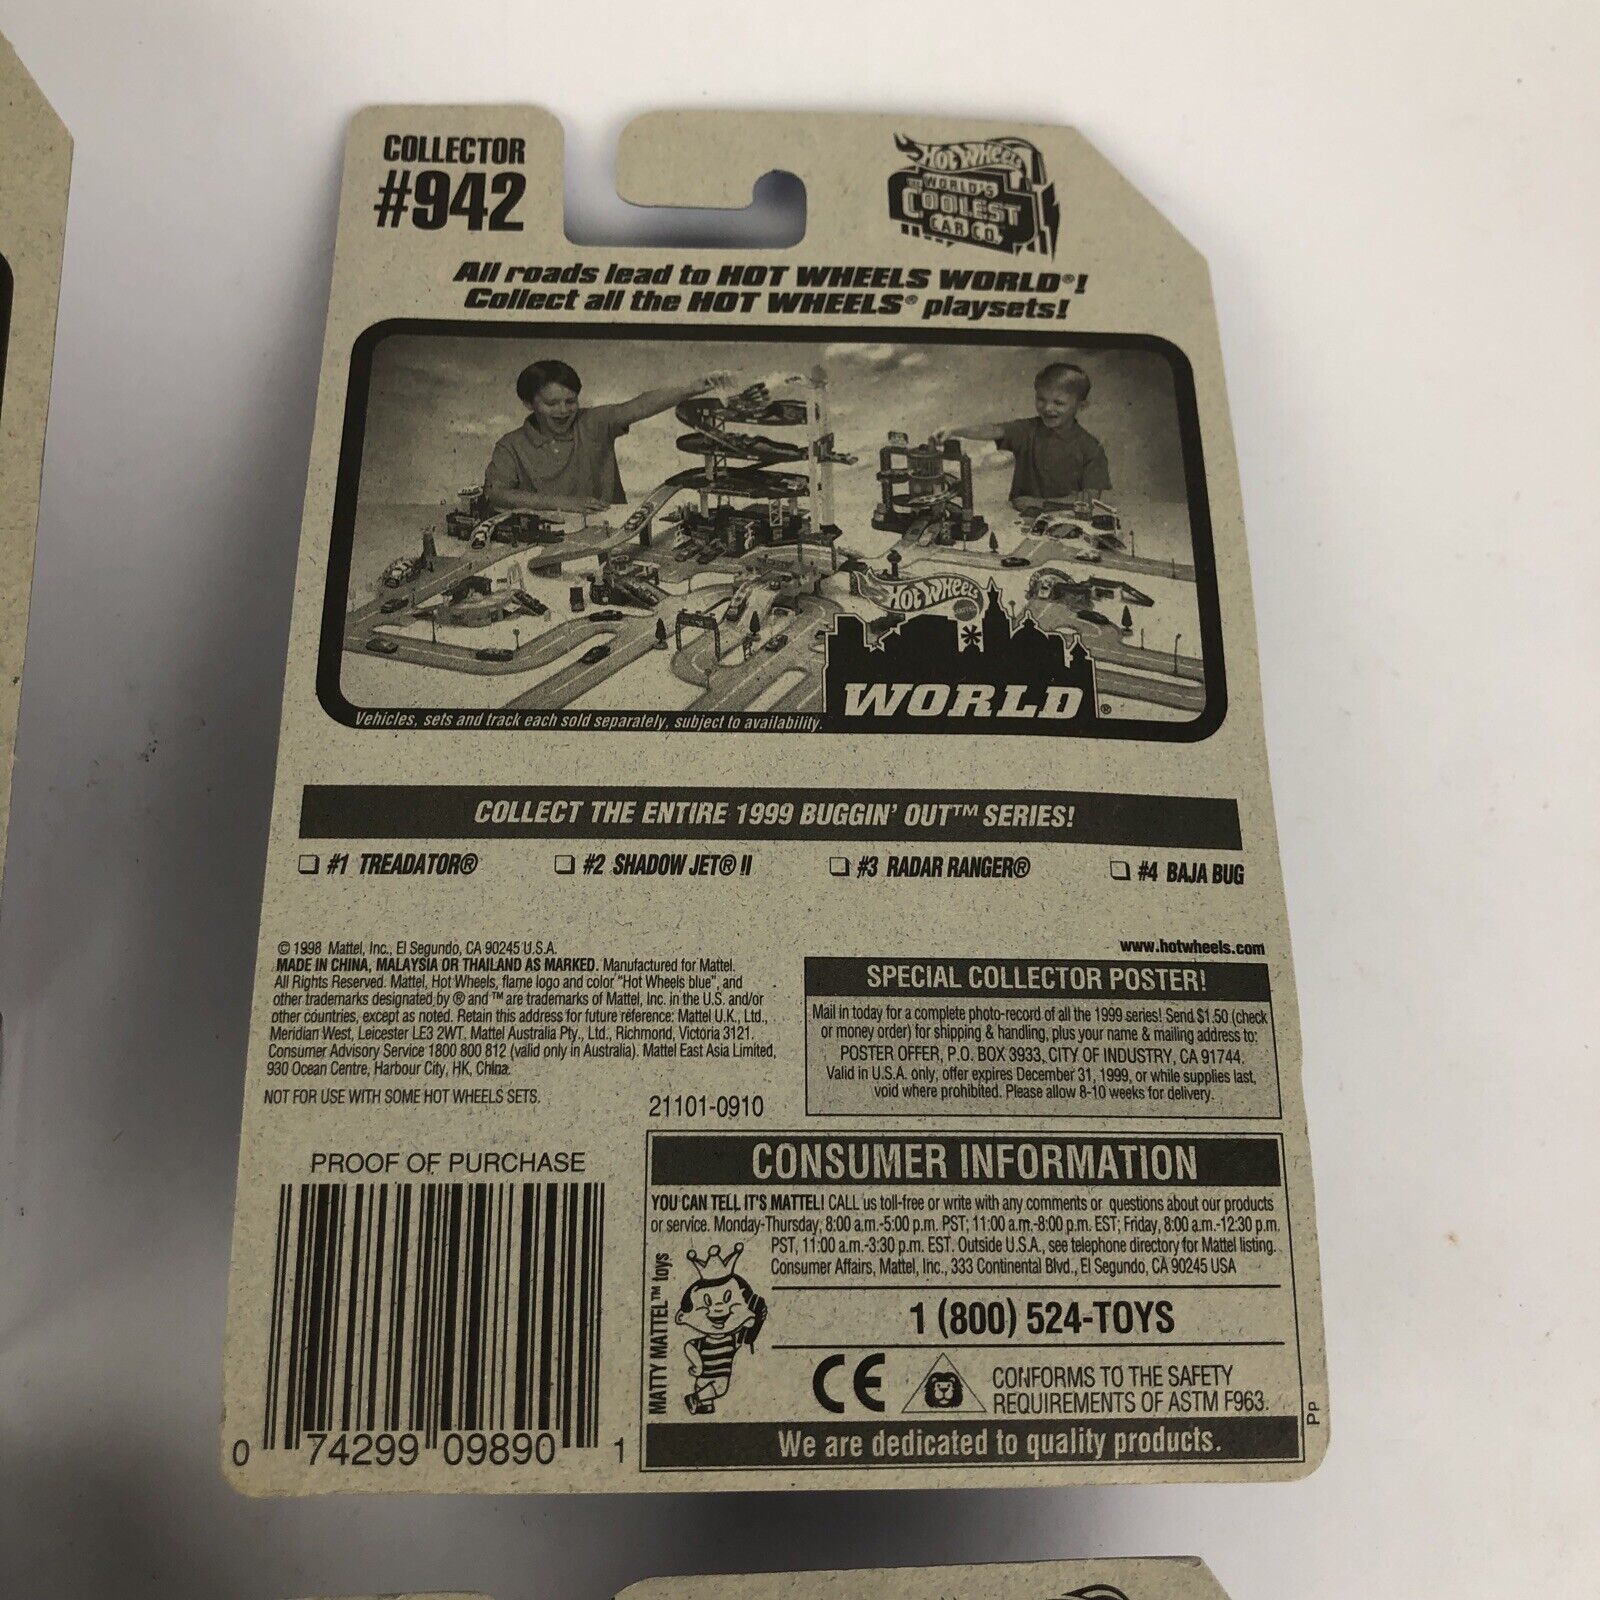 COLLECTOR
#942
HOT WHEELS
THE WORLD'S
COOLEST
CAR CO.
All roads lead to HOT WHEELS WORLD®!
Collect all the HOT WHEELS® playsets!
HOT WHEELS
WORLD®
Vehicles, sets and track each sold separately, subject to availability.
COLLECT THE ENTIRE 1999 BUGGIN' OUT™ SERIES!
#1 TREADATOR® #2 SHADOW JET® II #3 RADAR RANGER® #4 BAJA BUG
© 1998 Mattel, Inc., El Segundo, CA 90245 U.S.A.
MADE IN CHINA, MALAYSIA OR THAILAND AS MARKED. Manufactured for Mattel.
All Rights Reserved. Mattel, Hot Wheels, flame logo and color "Hot Wheels blue", and
other trademarks designated by ® and ™ are trademarks of Mattel, Inc. in the U.S. and/or
other countries, except as noted. Retain this address for future reference: Mattel U.K., Ltd.,
Meridian West, Leicester LE3 2WT. Mattel Australia Pty., Ltd., Richmond, Victoria 3121.
Consumer Advisory Service 1800 800 812 (valid only in Australia). Mattel East Asia Limited,
930 Ocean Centre, Harbour City, HK, China.
NOT FOR USE WITH SOME HOT WHEELS SETS.
21101-0910
www.hotwheels.com
SPECIAL COLLECTOR POSTER!
Mail in today for a complete photo-record of all the 1999 series! Send $1.50 (check
or money order) for shipping & handling, plus your name & mailing address to:
POSTER OFFER, P.O. BOX 3933, CITY OF INDUSTRY, CA 91744.
Valid in U.S.A. only, offer expires December 31, 1999, or while supplies last,
void where prohibited. Please allow 8-10 weeks for delivery.
PROOF OF PURCHASE
0 74299 09890 1
CONSUMER INFORMATION
YOU CAN TELL IT'S MATTEL! CALL us toll-free or write with any comments or questions about our products
or service. Monday-Thursday, 8:00 a.m.-5:00 p.m. PST; 11:00 a.m.-8:00 p.m. EST; Friday, 8:00 a.m.-12:30 p.m.
PST, 11:00 a.m.-3:30 p.m. EST. Outside U.S.A., see telephone directory for Mattel listing.
Consumer Affairs, Mattel, Inc., 333 Continental Blvd., El Segundo, CA 90245 USA
MATTY MATTEL™ toys
1 (800) 524-TOYS
CE
CONFORMS TO THE SAFETY
REQUIREMENTS OF ASTM F963.
We are dedicated to quality products.
PP